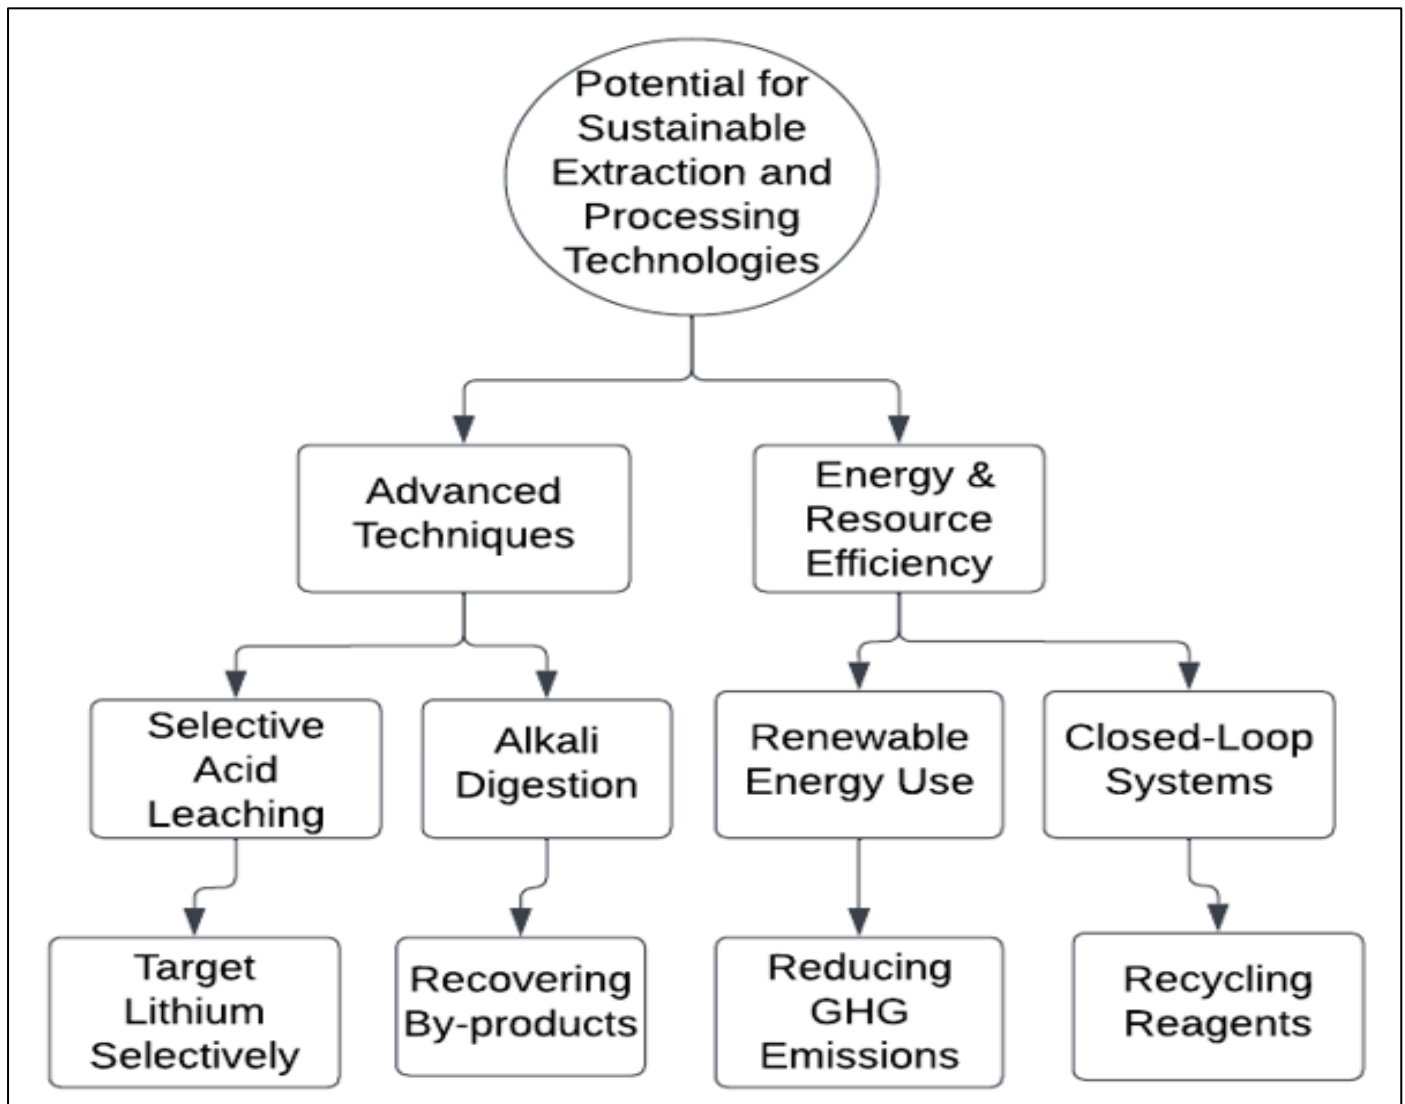 Potential for
Sustainable
Extraction and
Processing
Technologies
Advanced
Techniques
Energy &
Resource
Efficiency
Selective
Acid
Leaching
Alkali
Digestion
Renewable
Energy Use
Closed-Loop
Systems
Target
Lithium
Selectively
Recovering
By-products
Reducing
GHG
Emissions
Recycling
Reagents